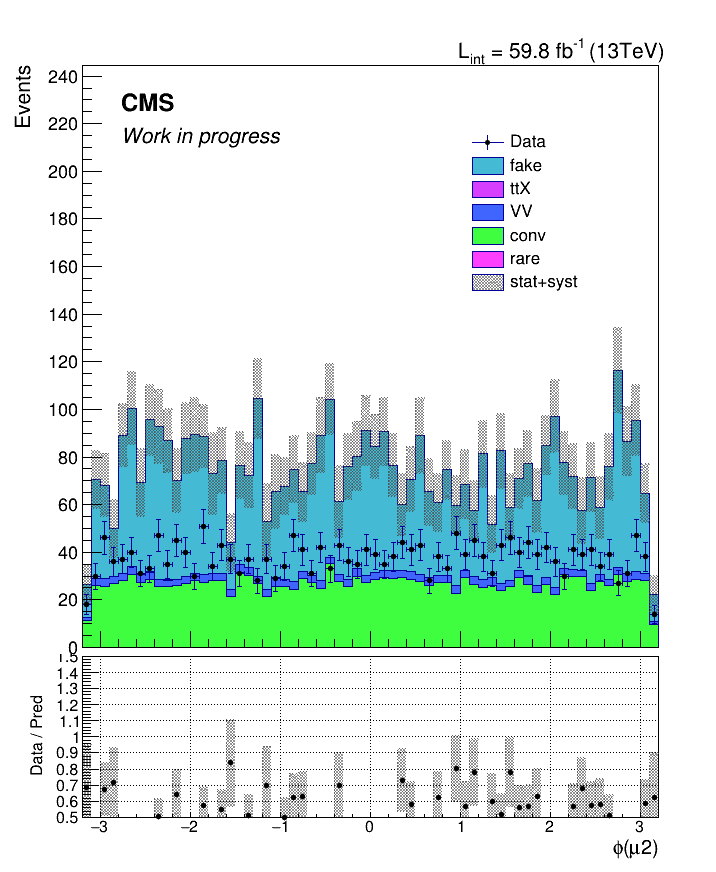 L_int = 59.8 fb^-1 (13TeV)
Events
240
220
200
180
160
140
120
100
80
60
40
20
0
CMS
Work in progress
Data
fake
ttX
VV
conv
rare
stat+syst
Data / Pred
1.5
1.4
1.3
1.2
1.1
1
0.9
0.8
0.7
0.6
0.5
−3 −2 −1 0 1 2 3
ϕ(μ2)